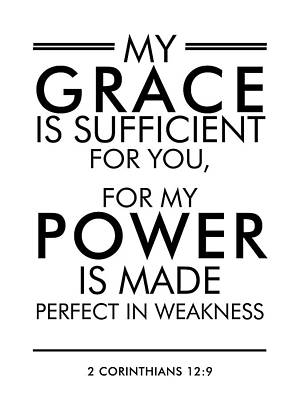 MY
GRACE
IS SUFFICIENT
FOR YOU,
FOR MY
POWER
IS MADE
PERFECT IN WEAKNESS
2 CORINTHIANS 12:9